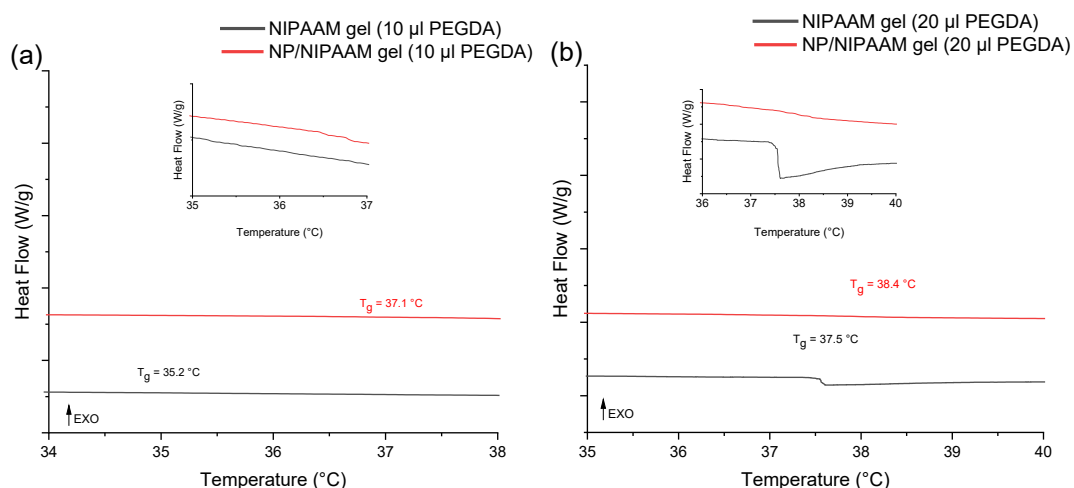 (a)
NIPAAM gel (10 µl PEGDA)
NP/NIPAAM gel (10 µl PEGDA)
Heat Flow (W/g)
Heat Flow (W/g)
35 36 37
Temperature (°C)
Tg = 37.1 °C
Tg = 35.2 °C
EXO
34 35 36 37 38
Temperature (°C)
(b)
NIPAAM gel (20 µl PEGDA)
NP/NIPAAM gel (20 µl PEGDA)
Heat Flow (W/g)
Heat Flow (W/g)
36 37 38 39 40
Temperature (°C)
Tg = 38.4 °C
Tg = 37.5 °C
EXO
35 36 37 38 39 40
Temperature (°C)